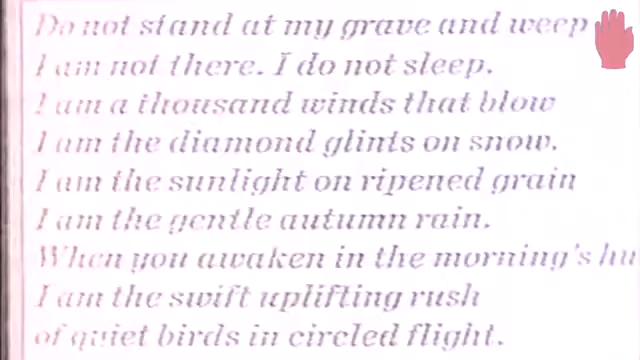 Do not stand at my grave and weep
I am not there. I do not sleep.
I am a thousand winds that blow
I am the diamond glints on snow.
I am the sunlight on ripened grain
I am the gentle autumn rain.
When you awaken in the morning's hu
I am the swift uplifting rush
of quiet birds in circled flight.